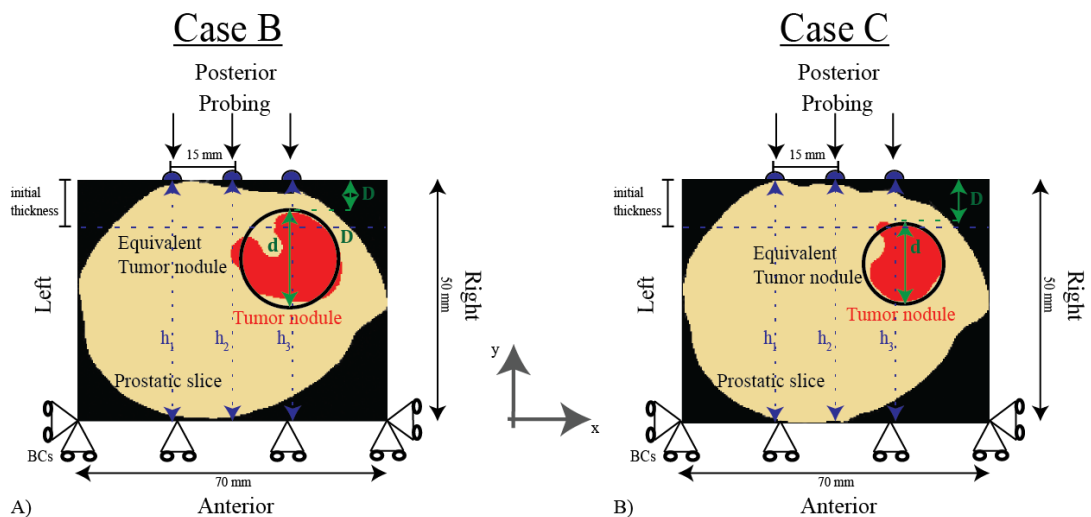 Case B
Posterior
Probing
15 mm
initial
thickness
D
D
d
Equivalent
Tumor nodule
Tumor nodule
Left
Right
50 mm
h1
h2
h3
Prostatic slice
BCs
70 mm
A)
Anterior
y
x
Case C
Posterior
Probing
15 mm
initial
thickness
D
d
Equivalent
Tumor nodule
Tumor nodule
Left
Right
50 mm
h1
h2
h3
Prostatic slice
BCs
70 mm
B)
Anterior